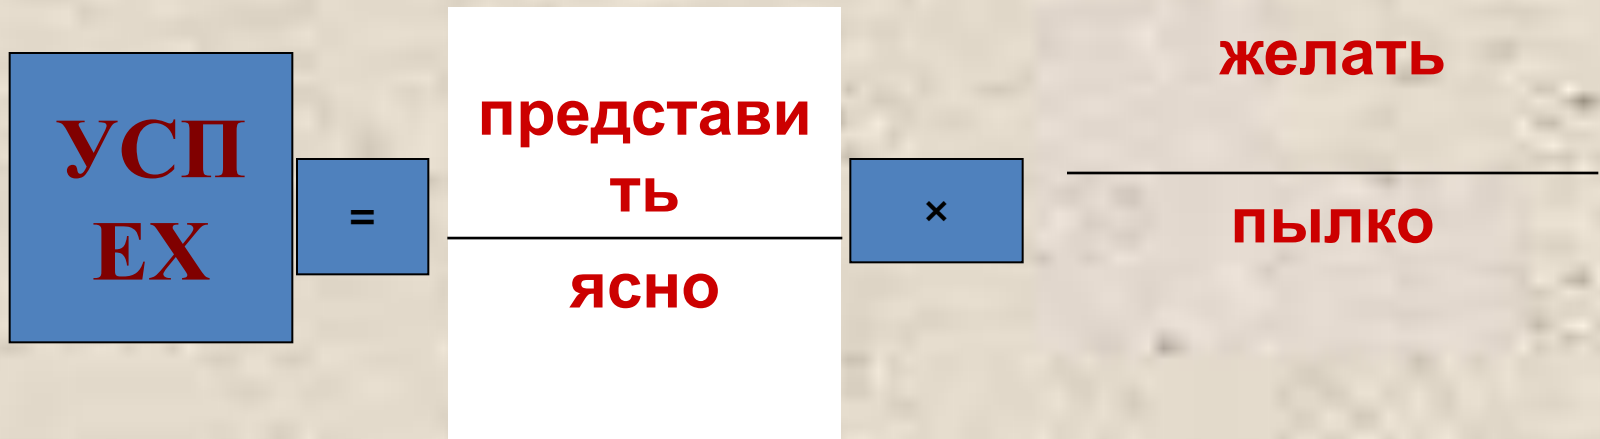 УСП
ЕХ
=
представи
ть
ясно
×
желать
пылко